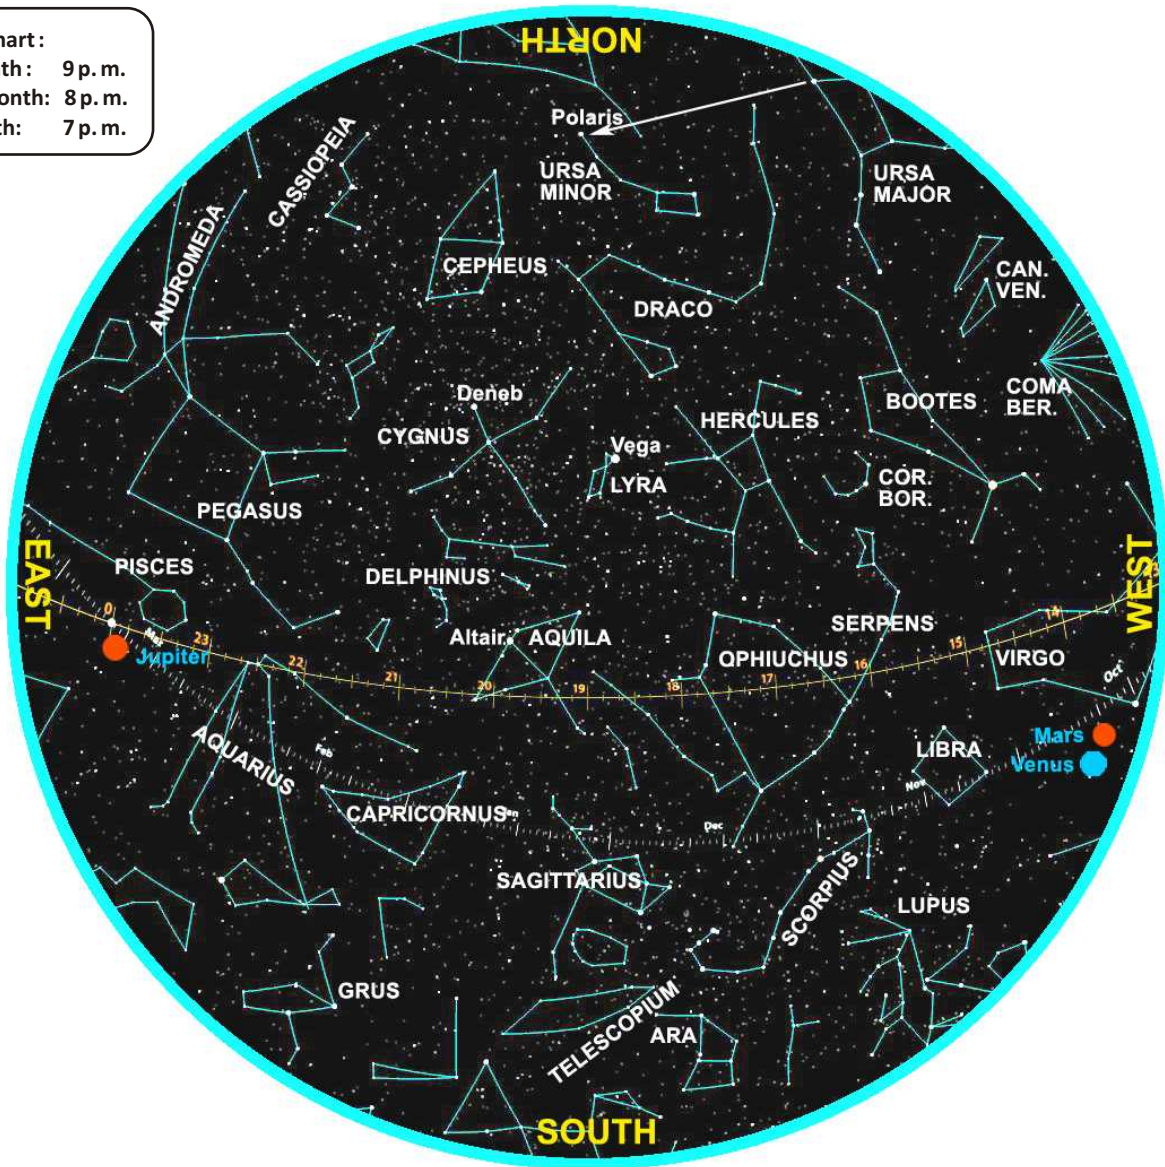 hart :
th : 9 p. m.
onth: 8 p. m.
th: 7 p. m.
NORTH
Polaris
CASSIOPEIA
URSA
MINOR
URSA
MAJOR
ANDROMEDA
CEPHEUS
CAN.
VEN.
DRACO
Deneb
CYGNUS
HERCULES
BOOTES
COMA
BER.
Vega
LYRA
COR.
BOR.
PEGASUS
EAST
WEST
PISCES
DELPHINUS
Altair
AQUILA
SERPENS
OPHIUCHUS
VIRGO
0
23
22
21
20
19
18
17
16
15
14
13
Mar
Jupiter
Oct
AQUARIUS
Feb
LIBRA
Mars
Venus
Nov
CAPRICORNUS
Dec
SAGITTARIUS
SCORPIUS
LUPUS
GRUS
TELESCOPIUM
ARA
SOUTH